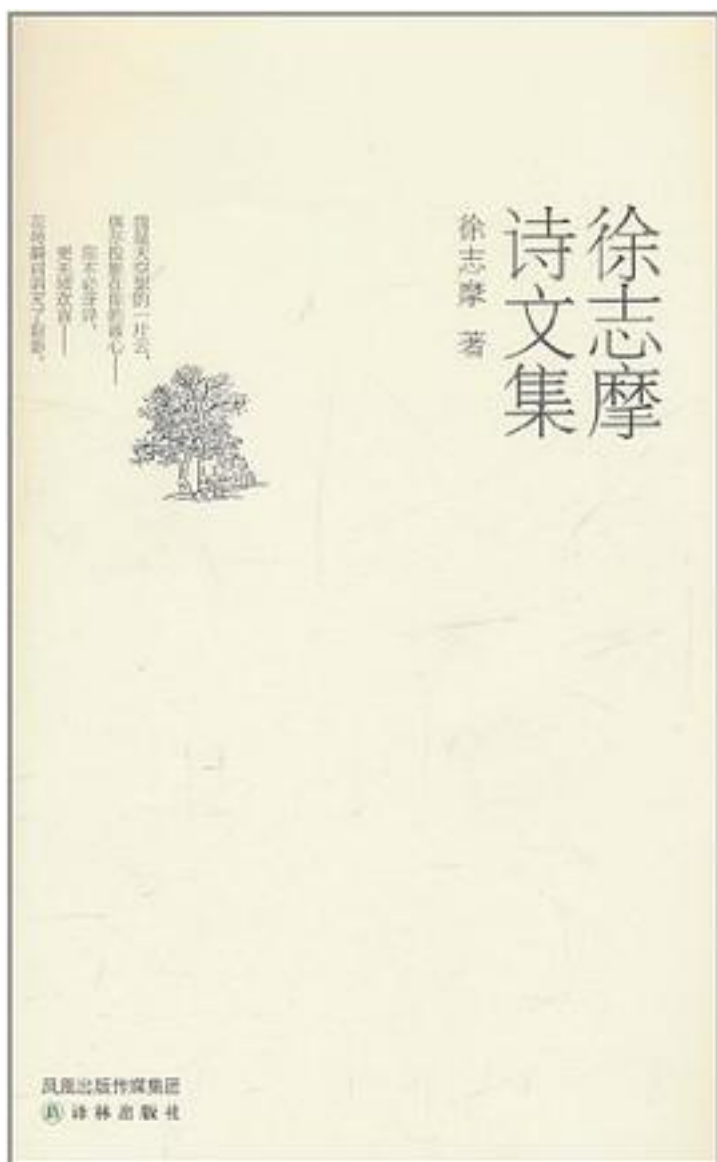 徐志摩
诗文集
徐志摩 著
我是天空里的一片云，
偶尔投影在你的波心——
你不必讶异，
更无须欢喜——
在转瞬间消灭了踪影。
凤凰出版传媒集团
译林出版社